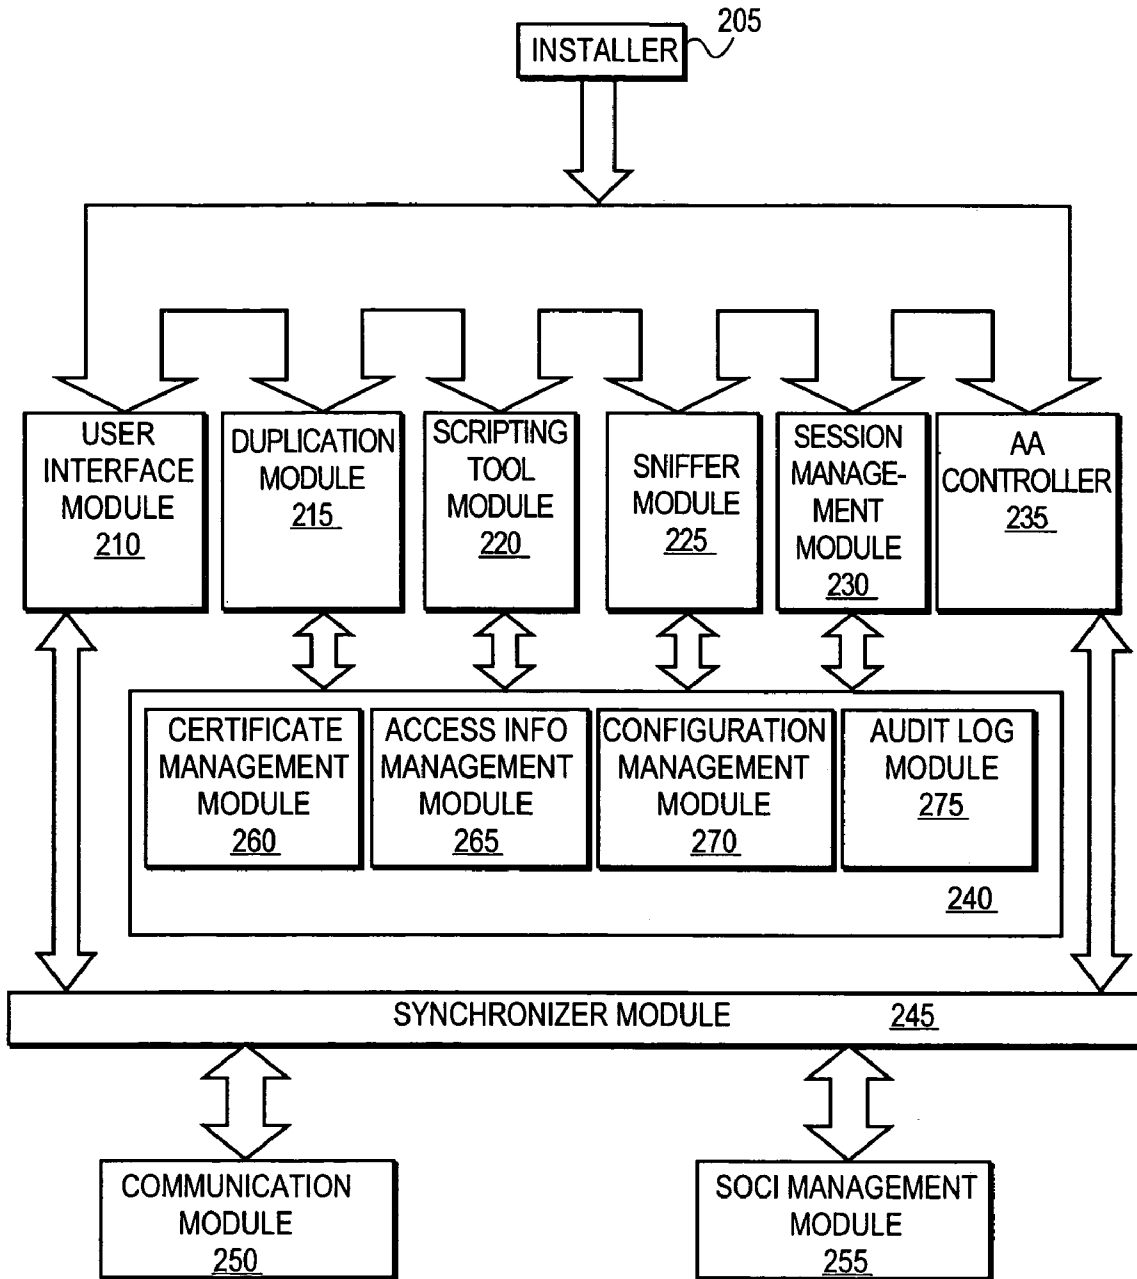 INSTALLER
205
USER
INTERFACE
MODULE
210
DUPLICATION
MODULE
215
SCRIPTING
TOOL
MODULE
220
SNIFFER
MODULE
225
SESSION
MANAGE-
MENT
MODULE
230
AA
CONTROLLER
235
CERTIFICATE
MANAGEMENT
MODULE
260
ACCESS INFO
MANAGEMENT
MODULE
265
CONFIGURATION
MANAGEMENT
MODULE
270
AUDIT LOG
MODULE
275
240
SYNCHRONIZER MODULE 245
COMMUNICATION
MODULE
250
SOCI MANAGEMENT
MODULE
255